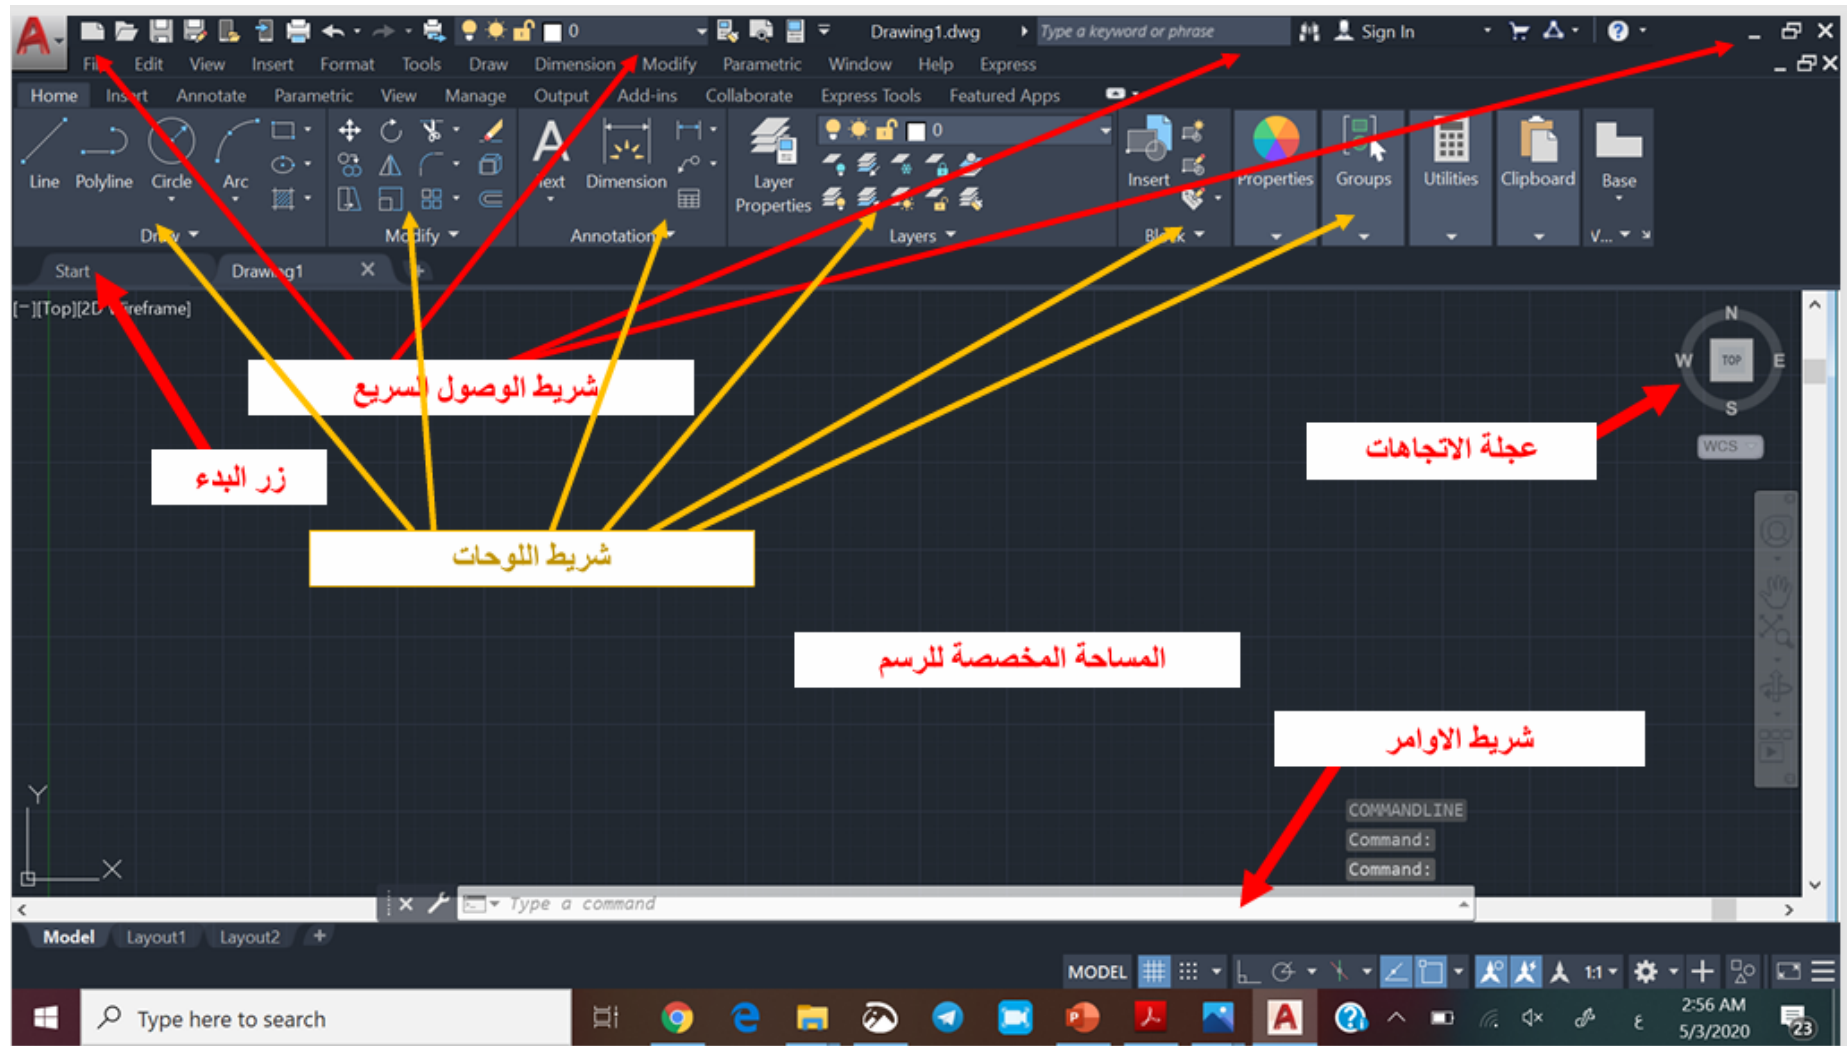 0 Drawing1.dwg Type a keyword or phrase Sign In
File Edit View Insert Format Tools Draw Dimension Modify Parametric Window Help Express
Home Insert Annotate Parametric View Manage Output Add-ins Collaborate Express Tools Featured Apps
0
Line Polyline Circle Arc Text Dimension Layer Properties Insert Properties Groups Utilities Clipboard Base
Draw Modify Annotation Layers Block V...
Start Drawing1
[−][Top][2D Wireframe]
N
W TOP E
S
WCS
شريط الوصول السريع
عجلة الاتجاهات
زر البدء
شريط اللوحات
المساحة المخصصة للرسم
شريط الاوامر
Y
X
COMMANDLINE
Command:
Command:
Type a command
Model Layout1 Layout2 +
MODEL 1:1
Type here to search
ع 2:56 AM
5/3/2020 23